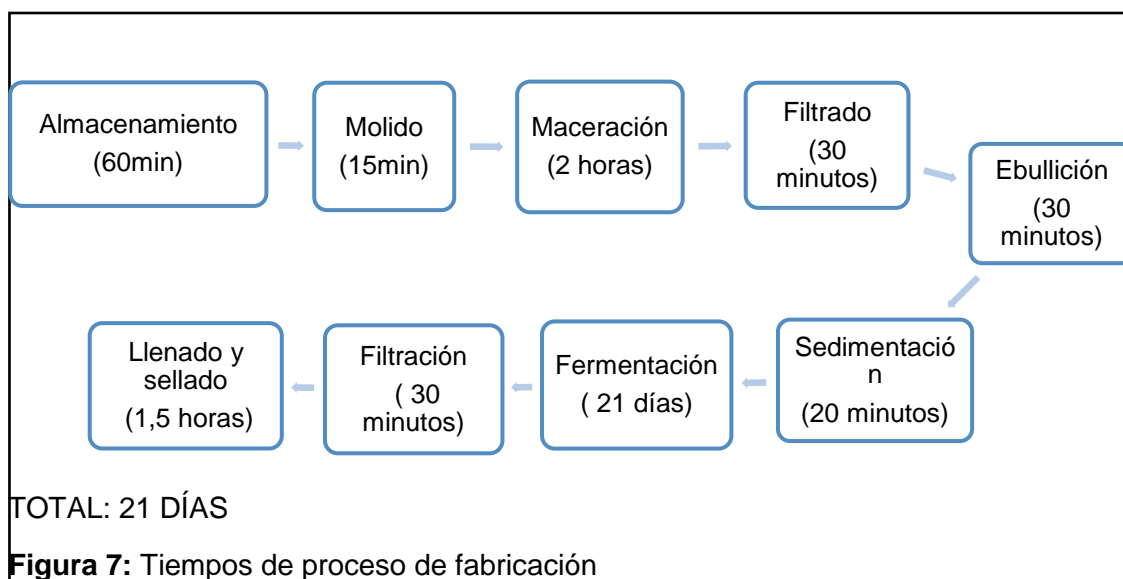 Almacenamiento
(60min)
Molido
(15min)
Maceración
(2 horas)
Filtrado
(30
minutos)
Ebullición
(30
minutos)
Sedimentació
n
(20 minutos)
Fermentación
( 21 días)
Filtración
( 30
minutos)
Llenado y
sellado
(1,5 horas)
TOTAL: 21 DÍAS
Figura 7: Tiempos de proceso de fabricación